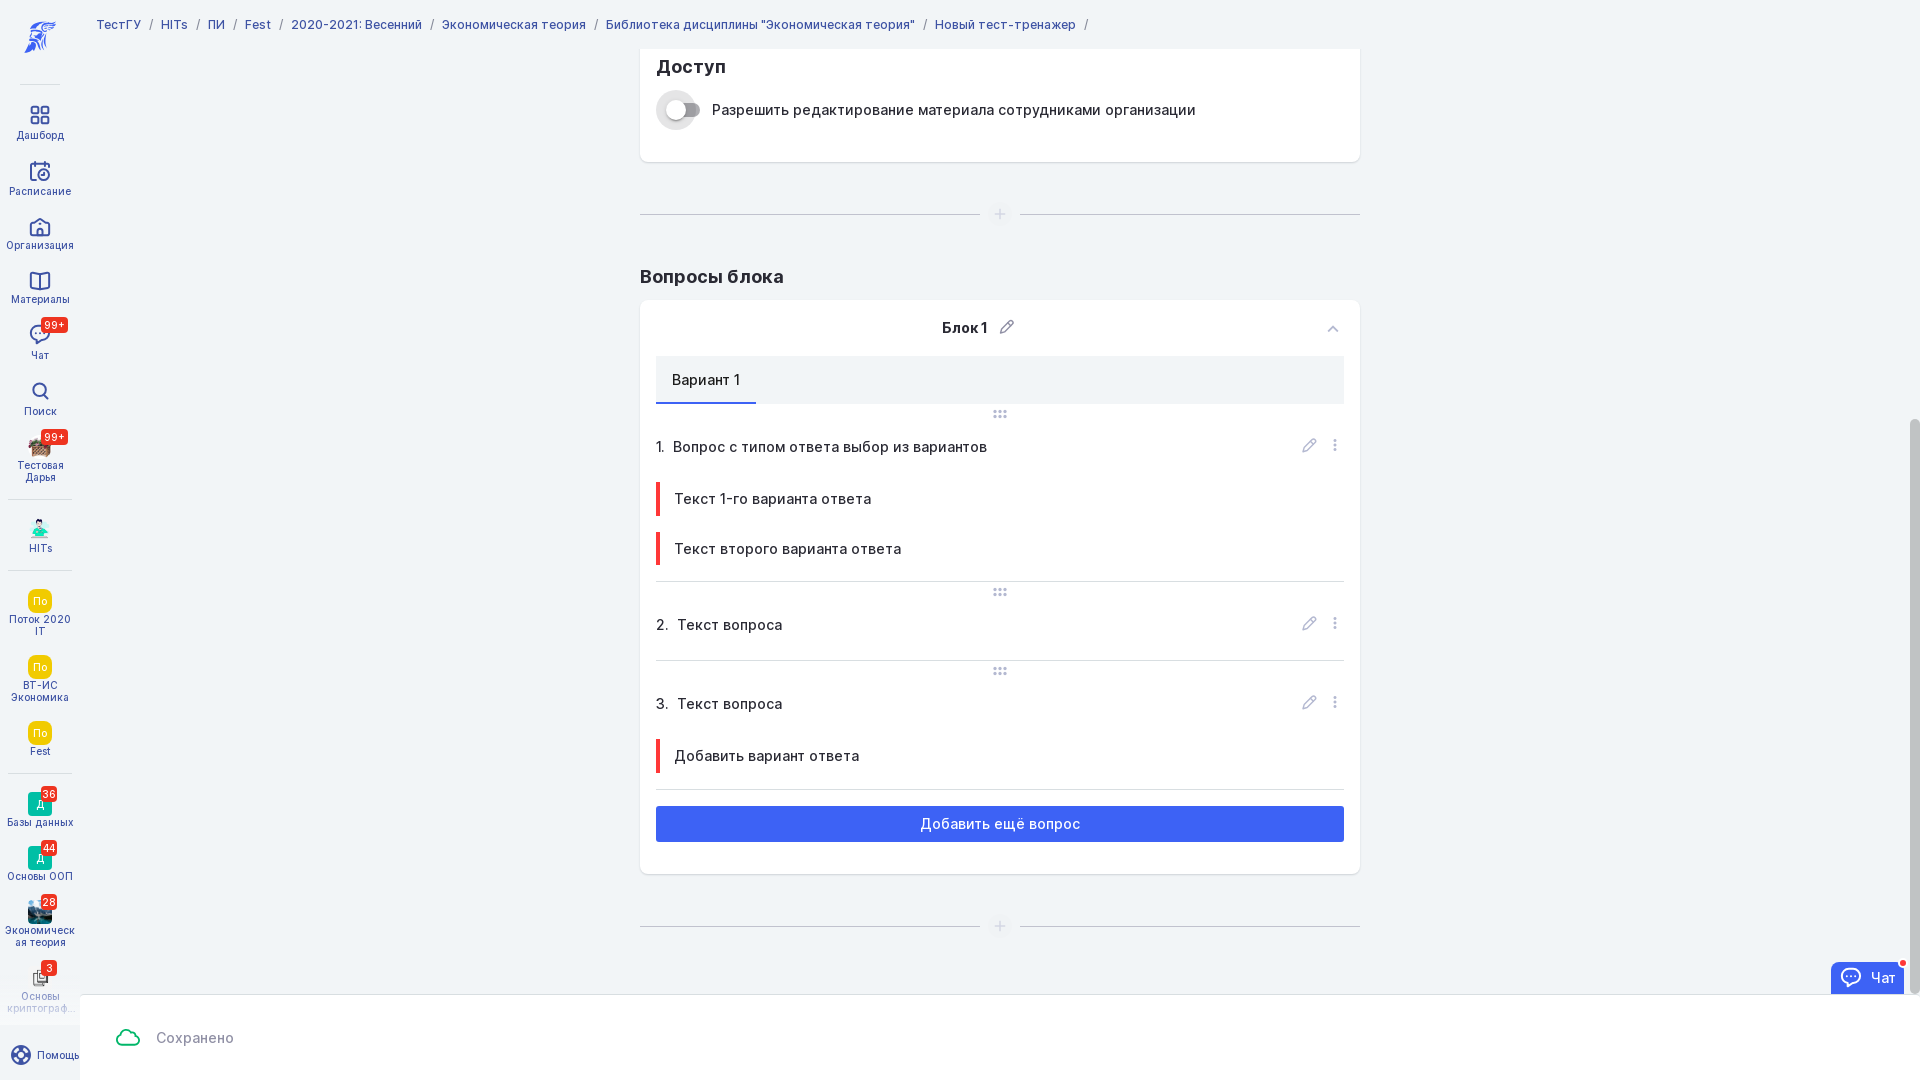 ТестГУ / HITs / ПИ / Fest / 2020-2021: Весенний / Экономическая теория / Библиотека дисциплины "Экономическая теория" / Новый тест-тренажер /
Дашборд
Расписание
Организация
Материалы
99+
Чат
Поиск
99+
Тестовая
Дарья
HITs
По
Поток 2020
IT
По
ВТ-ИС
Экономика
По
Fest
36
Д
Базы данных
44
Д
Основы ООП
28
Экономическ
ая теория
3
Основы
криптограф...
Помощь
Доступ
Разрешить редактирование материала сотрудниками организации
Вопросы блока
Блок 1
Вариант 1
1. Вопрос с типом ответа выбор из вариантов
Текст 1-го варианта ответа
Текст второго варианта ответа
2. Текст вопроса
3. Текст вопроса
Добавить вариант ответа
Добавить ещё вопрос
Чат
Сохранено